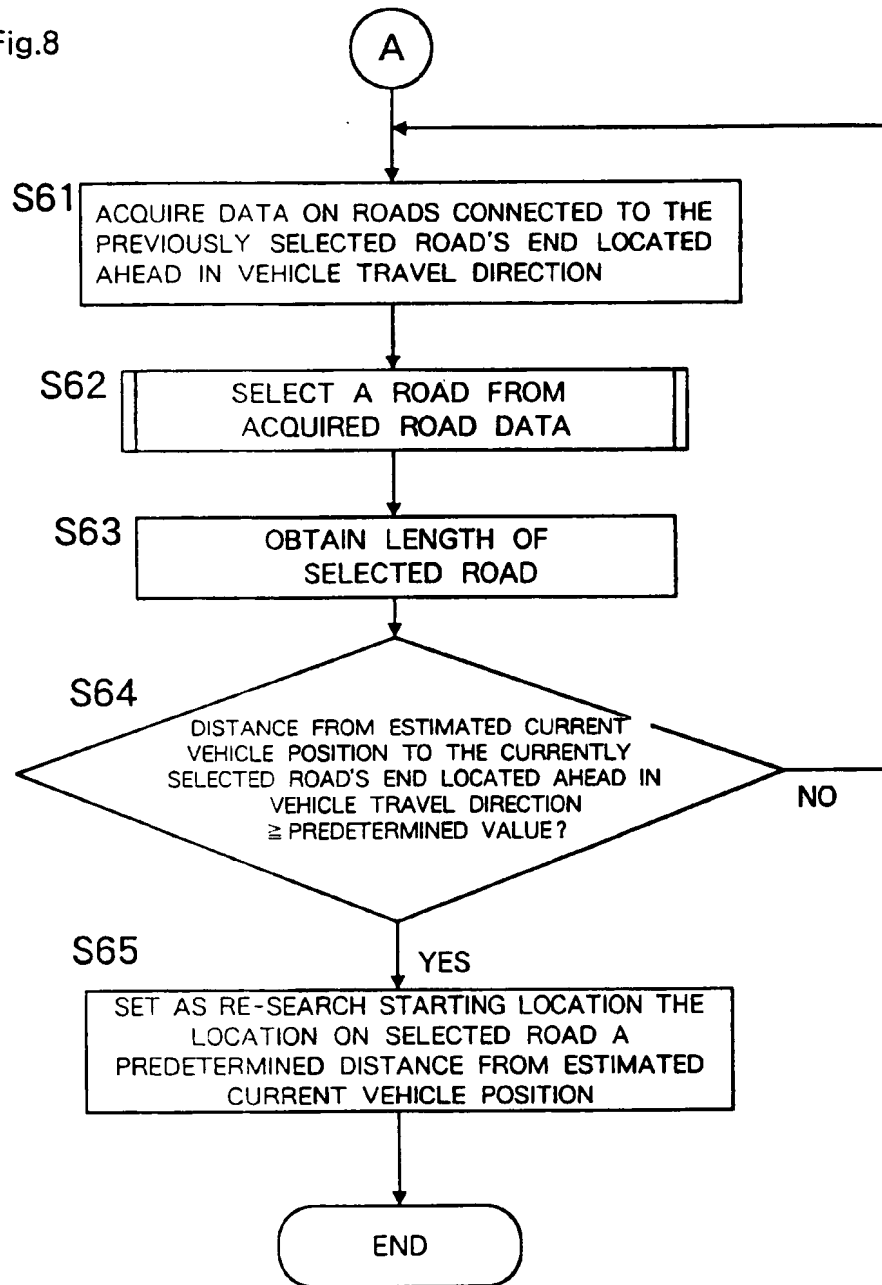 Fig.8
A
S61
ACQUIRE DATA ON ROADS CONNECTED TO THE
PREVIOUSLY SELECTED ROAD'S END LOCATED
AHEAD IN VEHICLE TRAVEL DIRECTION
S62
SELECT A ROAD FROM
ACQUIRED ROAD DATA
S63
OBTAIN LENGTH OF
SELECTED ROAD
S64
DISTANCE FROM ESTIMATED CURRENT
VEHICLE POSITION TO THE CURRENTLY
SELECTED ROAD'S END LOCATED AHEAD IN
VEHICLE TRAVEL DIRECTION
≧ PREDETERMINED VALUE?
NO
YES
S65
SET AS RE-SEARCH STARTING LOCATION THE
LOCATION ON SELECTED ROAD A
PREDETERMINED DISTANCE FROM ESTIMATED
CURRENT VEHICLE POSITION
END